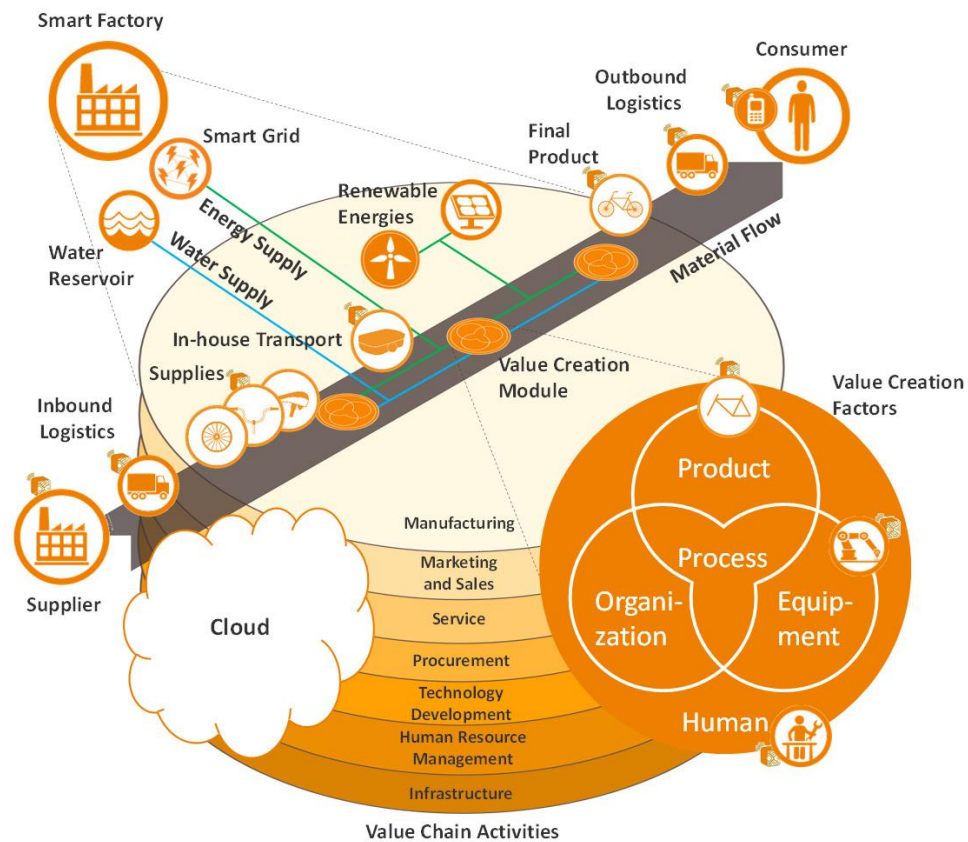 Smart Factory
Consumer
Outbound
Logistics
Smart Grid
Final
Product
Renewable
Energies
Energy Supply
Water Supply
Water
Reservoir
Material Flow
In-house Transport
Supplies
Value Creation
Module
Inbound
Logistics
Value Creation
Factors
Product
Process
Organi-
zation
Equip-
ment
Human
Supplier
Cloud
Manufacturing
Marketing
and Sales
Service
Procurement
Technology
Development
Human Resource
Management
Infrastructure
Value Chain Activities